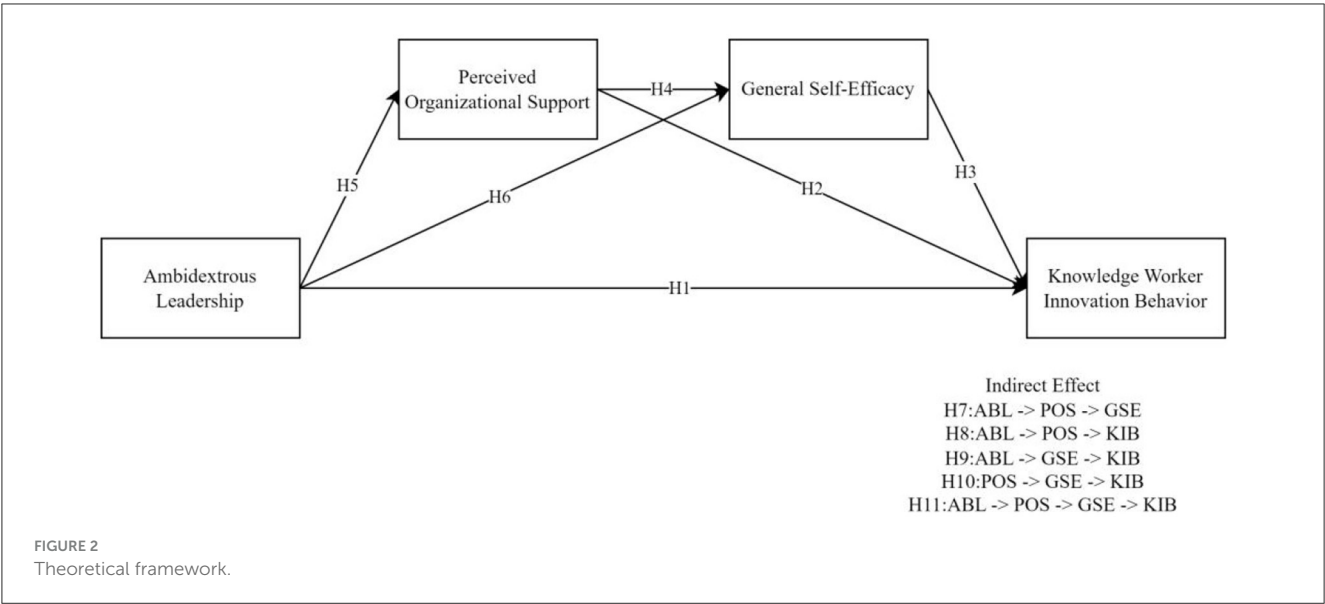 Perceived
Organizational Support
H4
General Self-Efficacy
H5
H6
H2
H3
Ambidextrous
Leadership
H1
Knowledge Worker
Innovation Behavior
Indirect Effect
H7:ABL -> POS -> GSE
H8:ABL -> POS -> KIB
H9:ABL -> GSE -> KIB
H10:POS -> GSE -> KIB
H11:ABL -> POS -> GSE -> KIB
FIGURE 2
Theoretical framework.